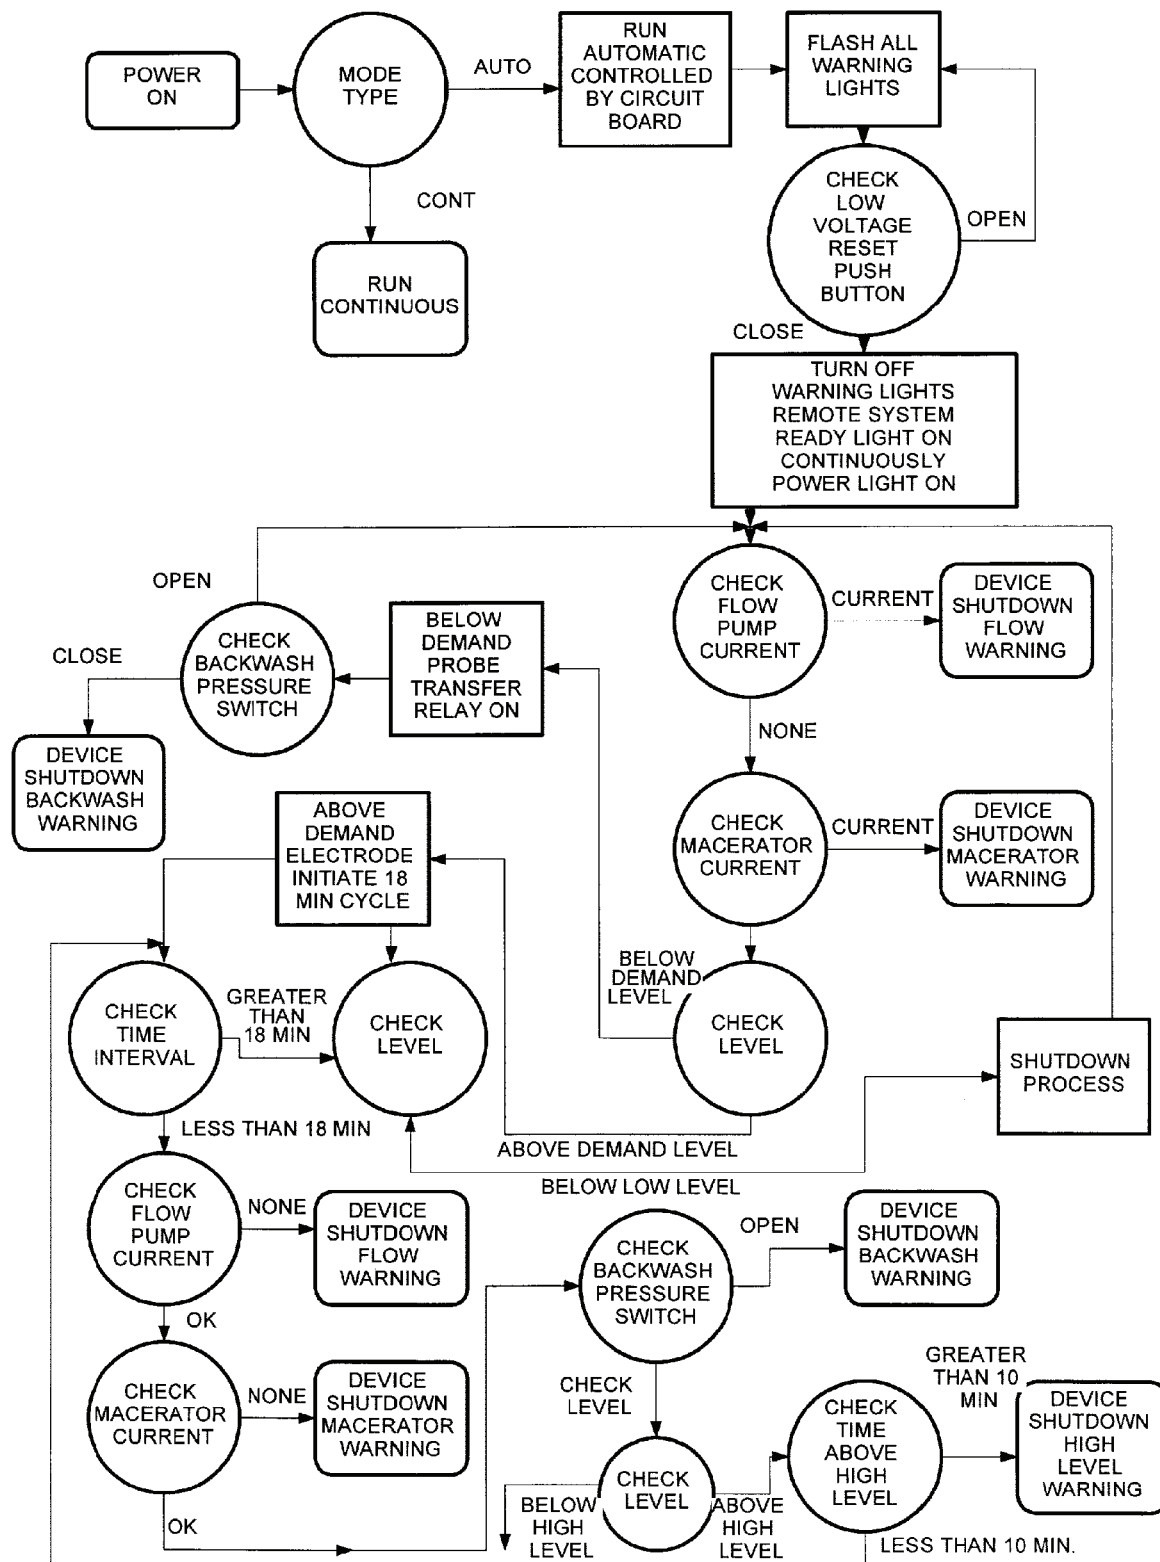 POWER
ON
MODE
TYPE
AUTO
RUN
AUTOMATIC
CONTROLLED
BY CIRCUIT
BOARD
FLASH ALL
WARNING
LIGHTS
CONT
RUN
CONTINUOUS
CHECK
LOW
VOLTAGE
RESET
PUSH
BUTTON
OPEN
CLOSE
TURN OFF
WARNING LIGHTS
REMOTE SYSTEM
READY LIGHT ON
CONTINUOUSLY
POWER LIGHT ON
CHECK
FLOW
PUMP
CURRENT
CURRENT
DEVICE
SHUTDOWN
FLOW
WARNING
OPEN
CHECK
BACKWASH
PRESSURE
SWITCH
BELOW
DEMAND
PROBE
TRANSFER
RELAY ON
CLOSE
DEVICE
SHUTDOWN
BACKWASH
WARNING
NONE
CHECK
MACERATOR
CURRENT
CURRENT
DEVICE
SHUTDOWN
MACERATOR
WARNING
ABOVE
DEMAND
ELECTRODE
INITIATE 18
MIN CYCLE
BELOW
DEMAND
LEVEL
CHECK
LEVEL
CHECK
TIME
INTERVAL
GREATER
THAN
18 MIN
CHECK
LEVEL
SHUTDOWN
PROCESS
LESS THAN 18 MIN
ABOVE DEMAND LEVEL
BELOW LOW LEVEL
CHECK
FLOW
PUMP
CURRENT
NONE
DEVICE
SHUTDOWN
FLOW
WARNING
CHECK
BACKWASH
PRESSURE
SWITCH
OPEN
DEVICE
SHUTDOWN
BACKWASH
WARNING
OK
CHECK
MACERATOR
CURRENT
NONE
DEVICE
SHUTDOWN
MACERATOR
WARNING
CHECK
LEVEL
CHECK
LEVEL
CHECK
TIME
ABOVE
HIGH
LEVEL
GREATER
THAN 10
MIN
DEVICE
SHUTDOWN
HIGH
LEVEL
WARNING
OK
BELOW
HIGH
LEVEL
ABOVE
HIGH
LEVEL
LESS THAN 10 MIN.